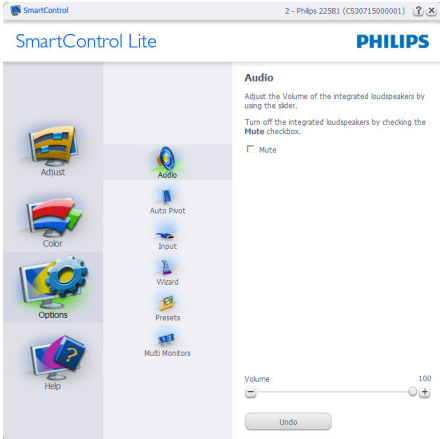 SmartControl
2 - Philips 225B1 (CS30715000001) ? X
SmartControl Lite
PHILIPS
Adjust
Color
Options
Help
Audio
Auto Pivot
Input
Wizard
Presets
Multi Monitors
Audio
Adjust the Volume of the integrated loudspeakers by
using the slider.
Turn off the integrated loudspeakers by checking the
Mute checkbox.
Mute
Volume 100
Undo